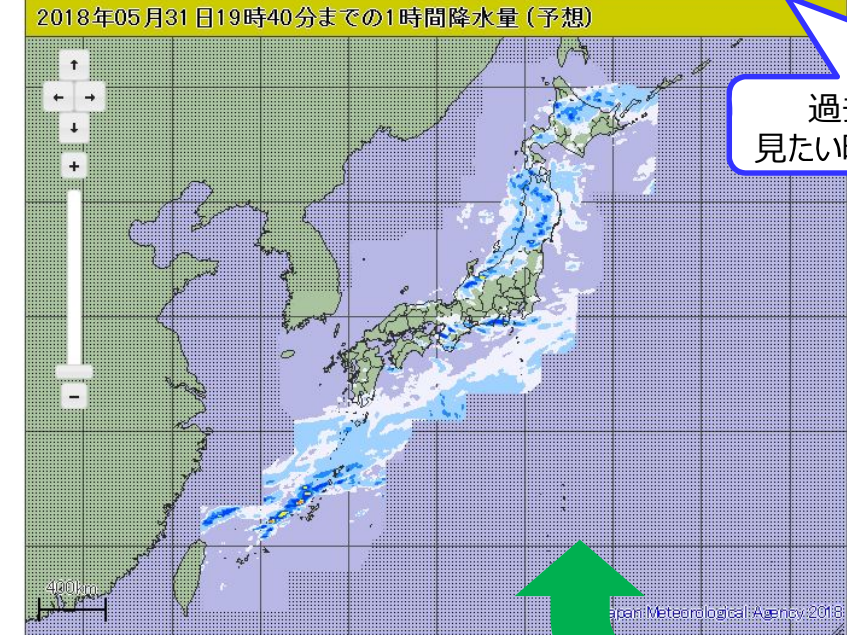 2018年05月31日19時40分までの1時間降水量（予想）
過
見たい
↑
← →
↓
+
−
400km
Japan Meteorological Agency 2018